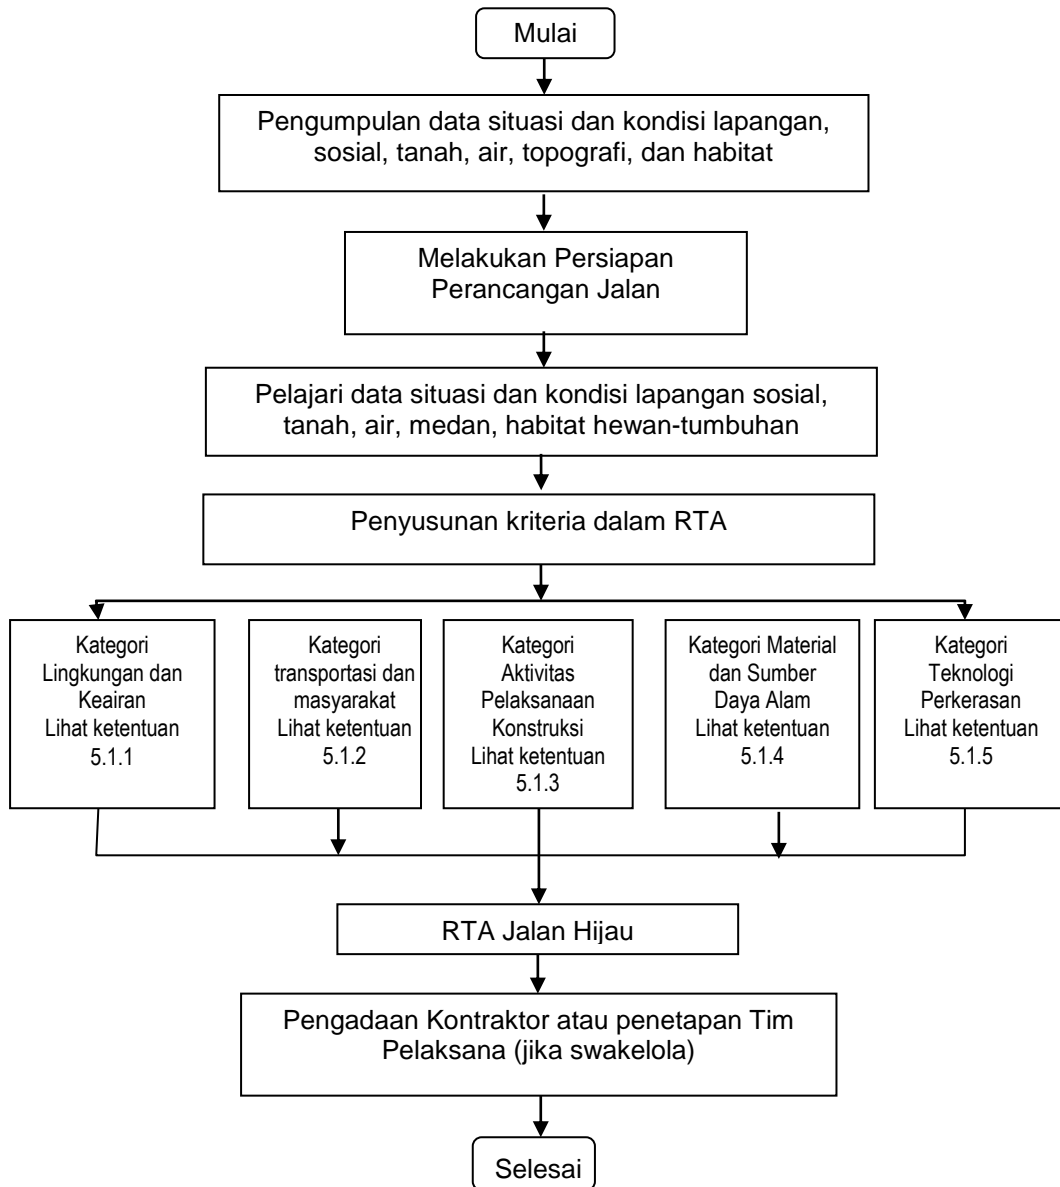 Mulai
Pengumpulan data situasi dan kondisi lapangan,
sosial, tanah, air, topografi, dan habitat
Melakukan Persiapan
Perancangan Jalan
Pelajari data situasi dan kondisi lapangan sosial,
tanah, air, medan, habitat hewan-tumbuhan
Penyusunan kriteria dalam RTA
Kategori
Lingkungan dan
Keairan
Lihat ketentuan
5.1.1
Kategori
transportasi dan
masyarakat
Lihat ketentuan
5.1.2
Kategori
Aktivitas
Pelaksanaan
Konstruksi
Lihat ketentuan
5.1.3
Kategori Material
dan Sumber
Daya Alam
Lihat ketentuan
5.1.4
Kategori
Teknologi
Perkerasan
Lihat ketentuan
5.1.5
RTA Jalan Hijau
Pengadaan Kontraktor atau penetapan Tim
Pelaksana (jika swakelola)
Selesai